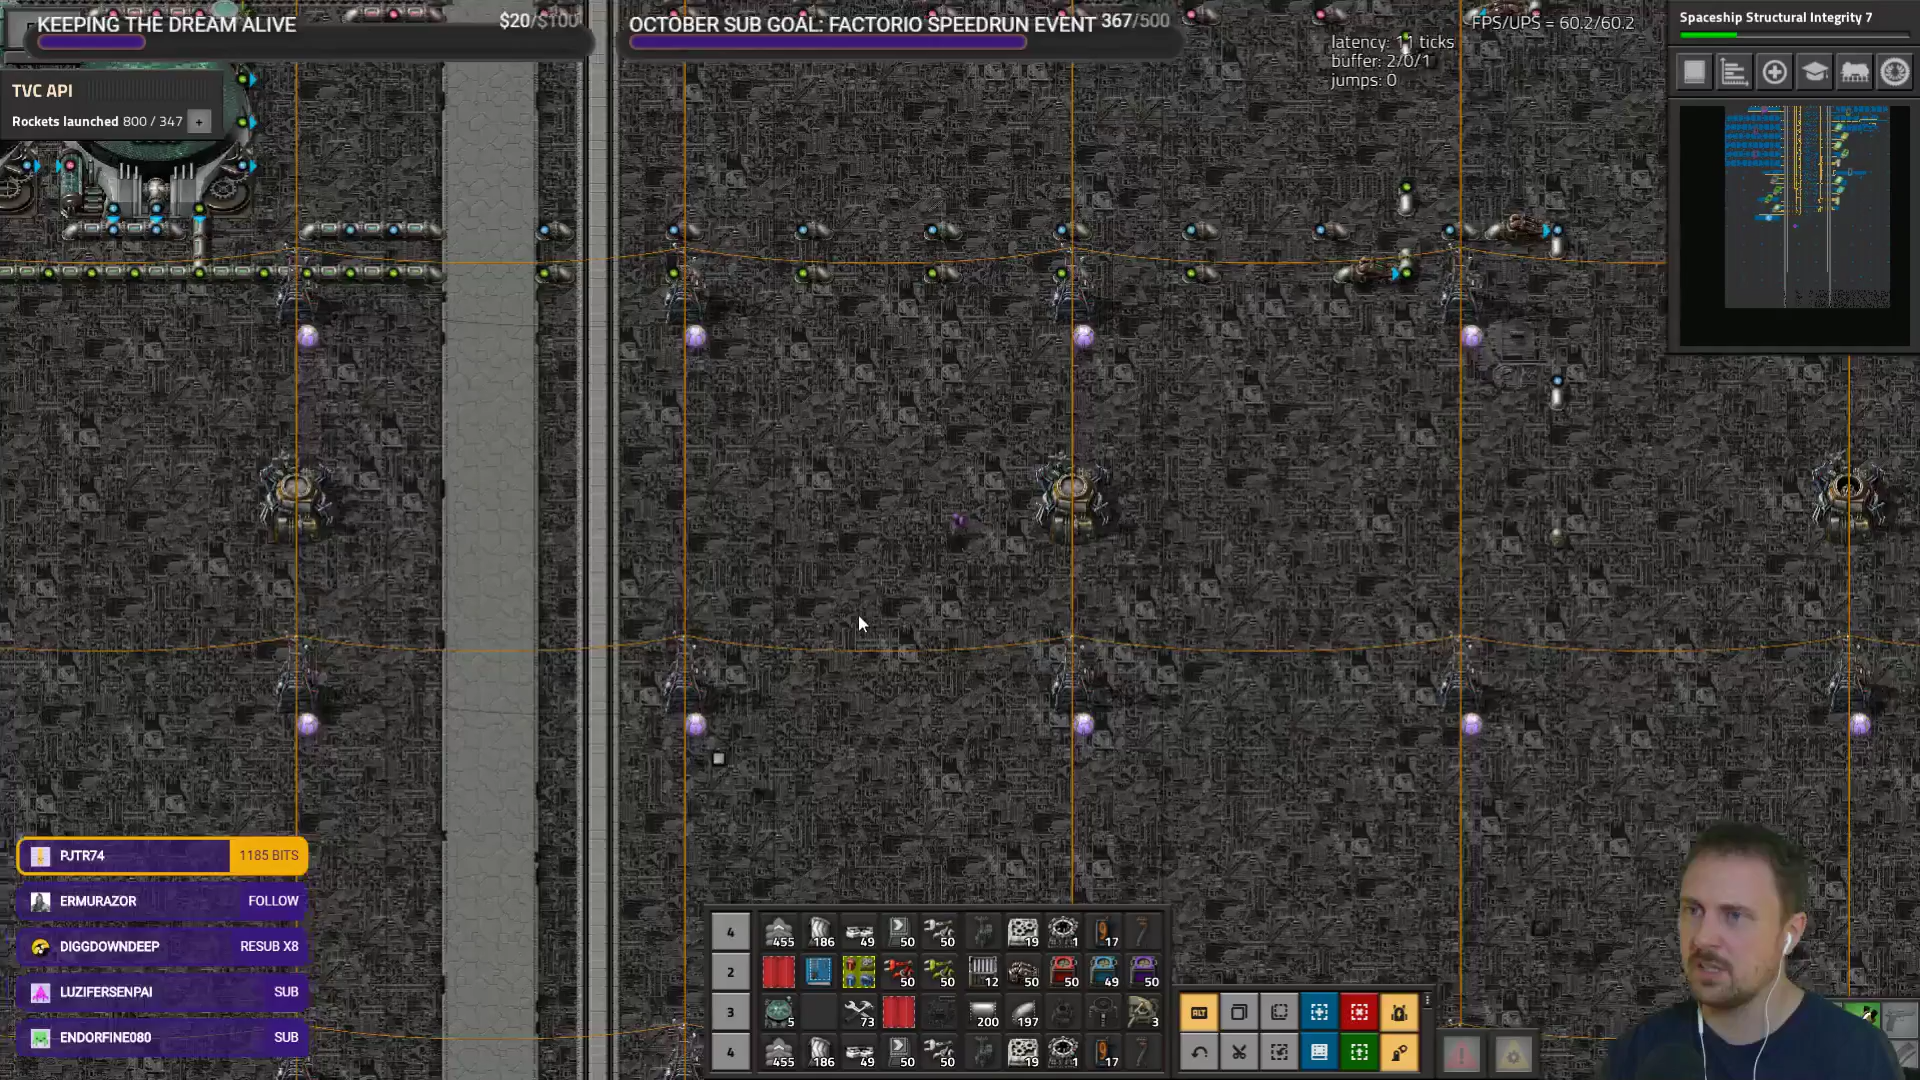 KEEPING THE DREAM ALIVE $20/$100
OCTOBER SUB GOAL: FACTORIO SPEEDRUN EVENT 367/500
FPS/UPS = 60.2/60.2
latency: 11 ticks
buffer: 2/0/1
jumps: 0
Spaceship Structural Integrity 7
TVC API
Rockets launched 800 / 347 +
PJTR74 1185 BITS
ERMURAZOR FOLLOW
DIGGDOWNDEEP RESUB X8
LUZIFERSENPAI SUB
ENDORFINE080 SUB
4 455 186 49 50 50 19 1 17
2 50 50 12 50 50 49 50
3 5 73 200 197 3
4 455 186 49 50 50 19 1 17
ALT